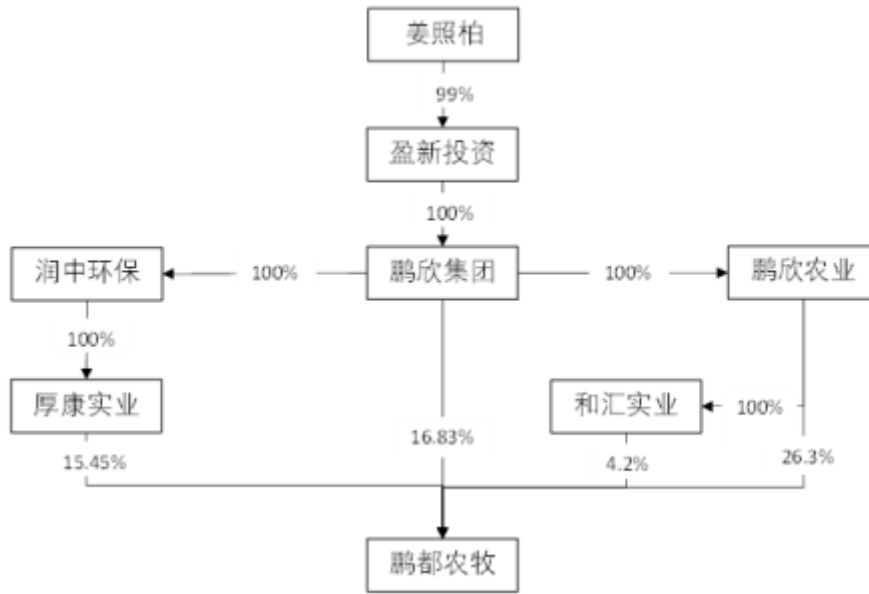 姜照柏
99%
盈新投资
100%
润中环保
100%
鹏欣集团
100%
鹏欣农业
100%
厚康实业
和汇实业
100%
15.45%
16.83%
4.2%
26.3%
鹏都农牧